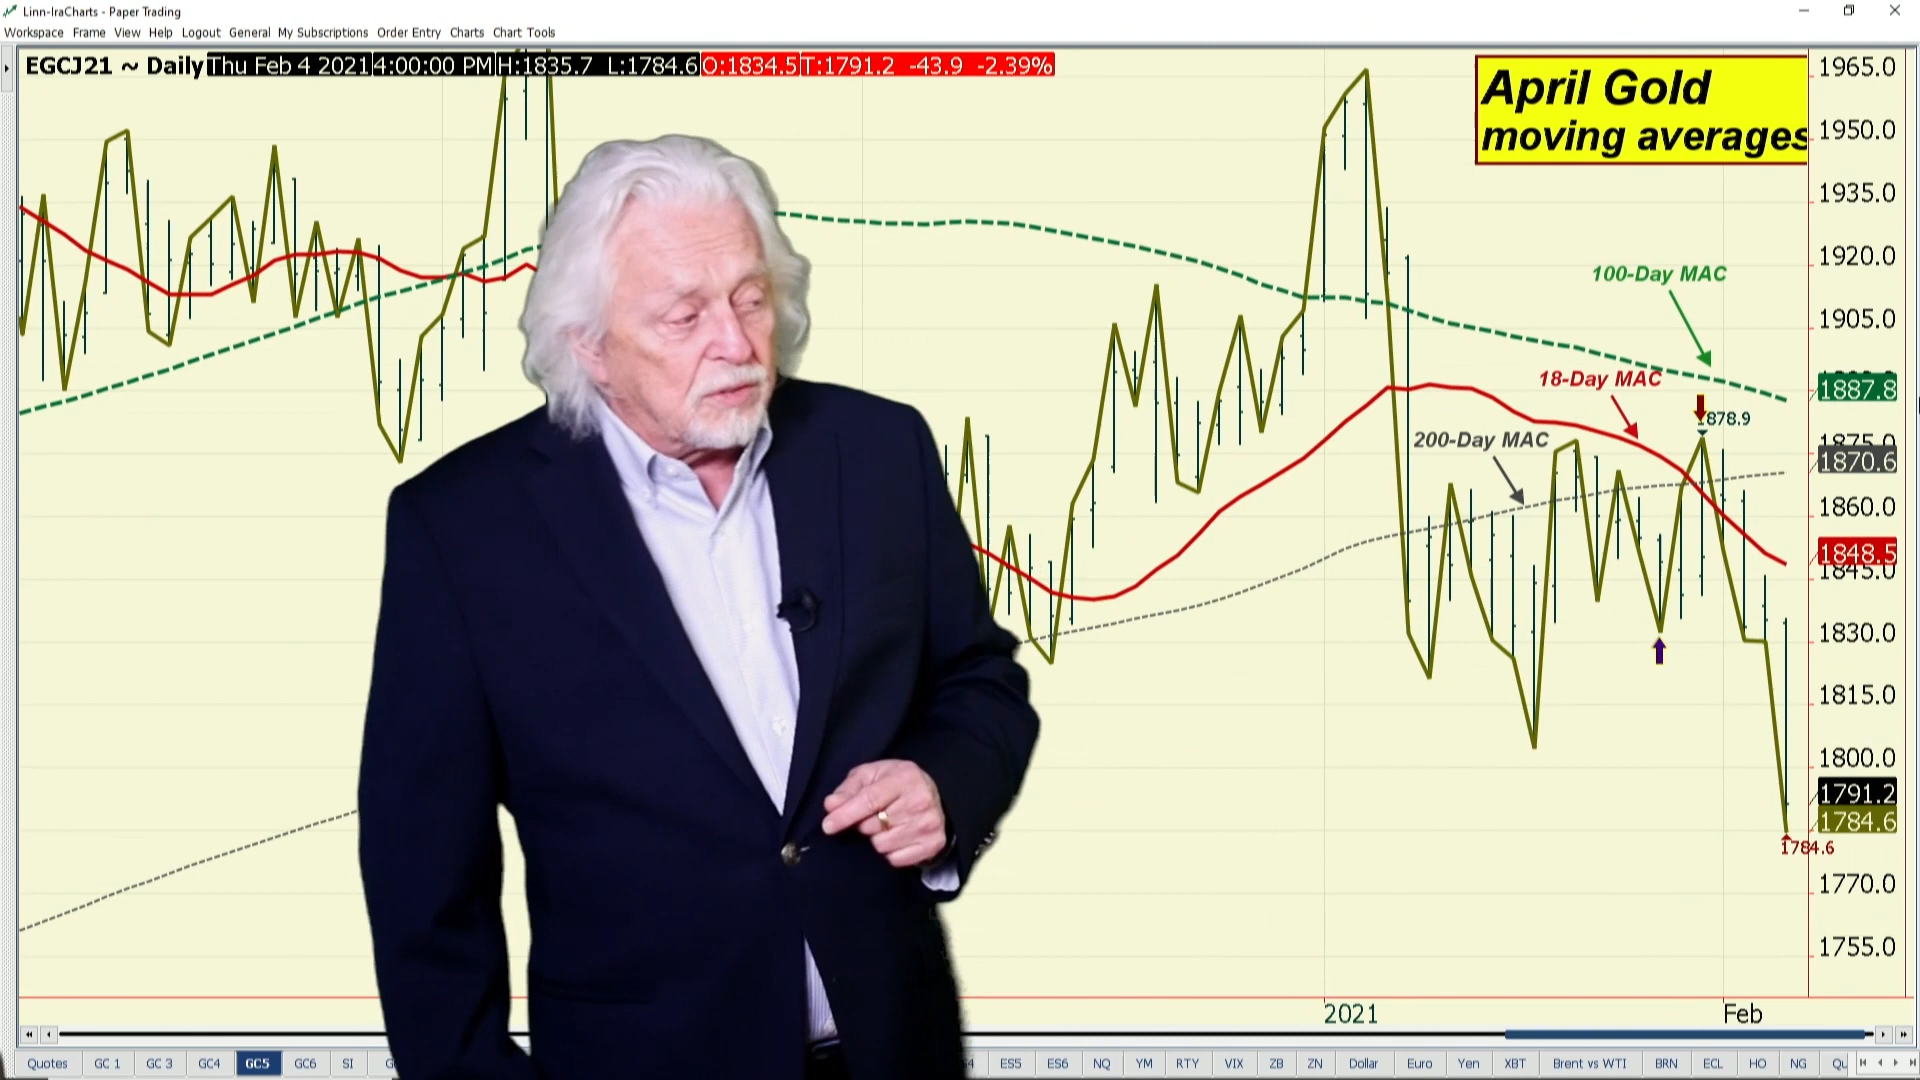 Linn-IraCharts - Paper Trading
Workspace Frame View Help Logout General My Subscriptions Order Entry Charts Chart Tools
EGCJ21 ~ Daily Thu Feb 4 2021 4:00:00 PM H:1835.7 L:1784.6 O:1834.5 T:1791.2 -43.9 -2.39%
April Gold
moving averages
1965.0
1950.0
1935.0
1920.0
100-Day MAC
1905.0
18-Day MAC
1887.8
1878.9
200-Day MAC
1875.0
1870.6
1860.0
1848.5
1845.0
1830.0
1815.0
1800.0
1791.2
1784.6
1784.6
1770.0
1755.0
2021 Feb
Quotes GC 1 GC 3 GC4 GC5 GC6 SI ES5 ES6 NQ YM RTY VIX ZB ZN Dollar Euro Yen XBT Brent vs WTI BRN ECL HO NG